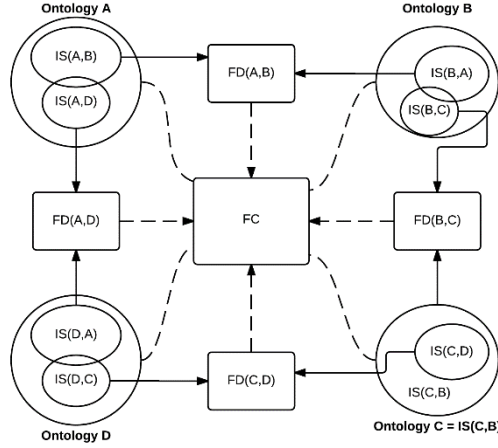 Ontology A
Ontology B
IS(A,B)
FD(A,B)
IS(B,A)
IS(A,D)
IS(B,C)
FD(A,D)
FC
FD(B,C)
IS(D,A)
IS(C,D)
IS(D,C)
FD(C,D)
IS(C,B)
Ontology D
Ontology C = IS(C,B)